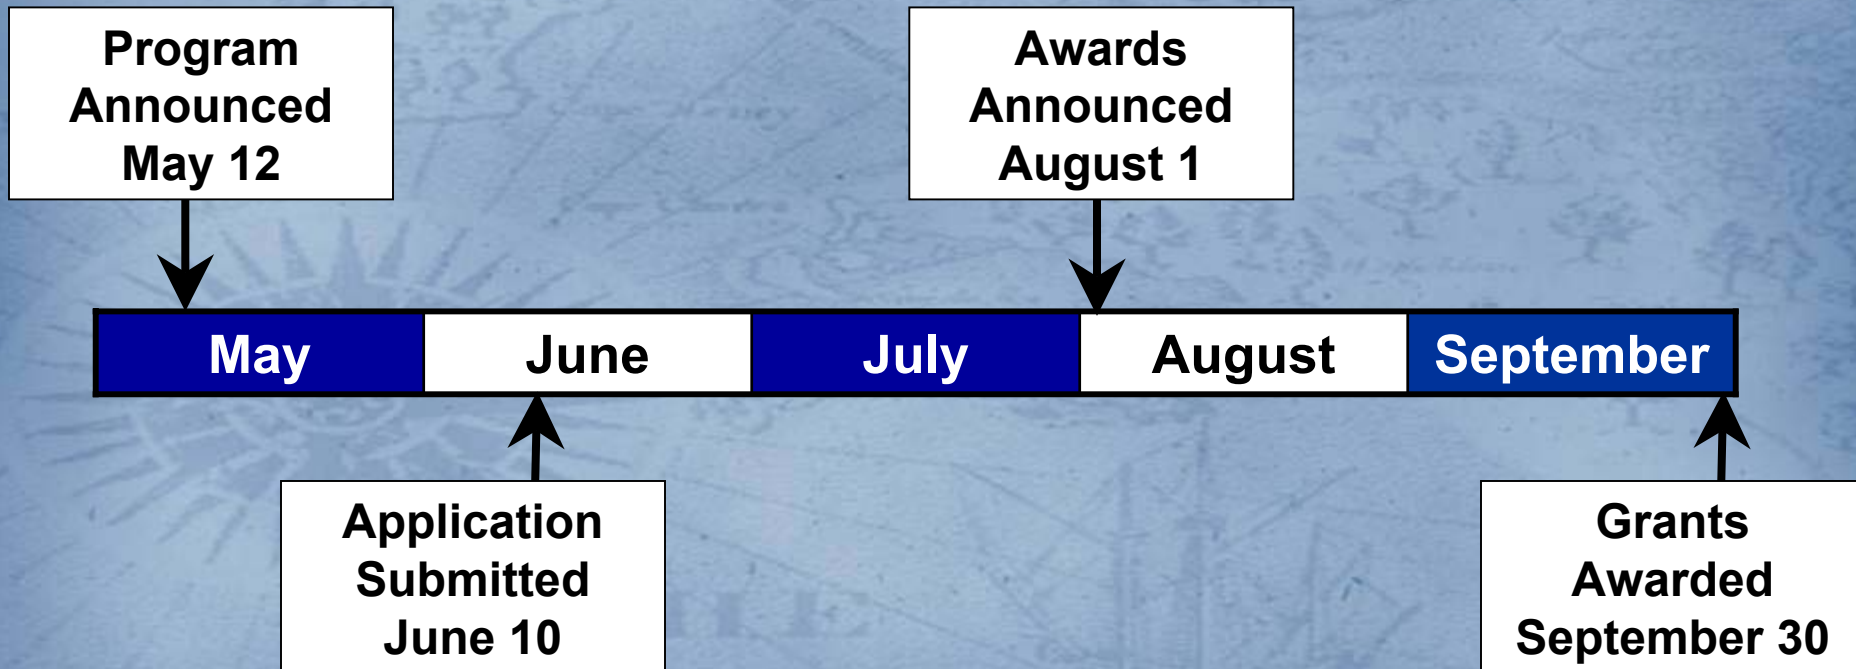 Program
Announced
May 12
Awards
Announced
August 1
May
June
July
August
September
Application
Submitted
June 10
Grants
Awarded
September 30